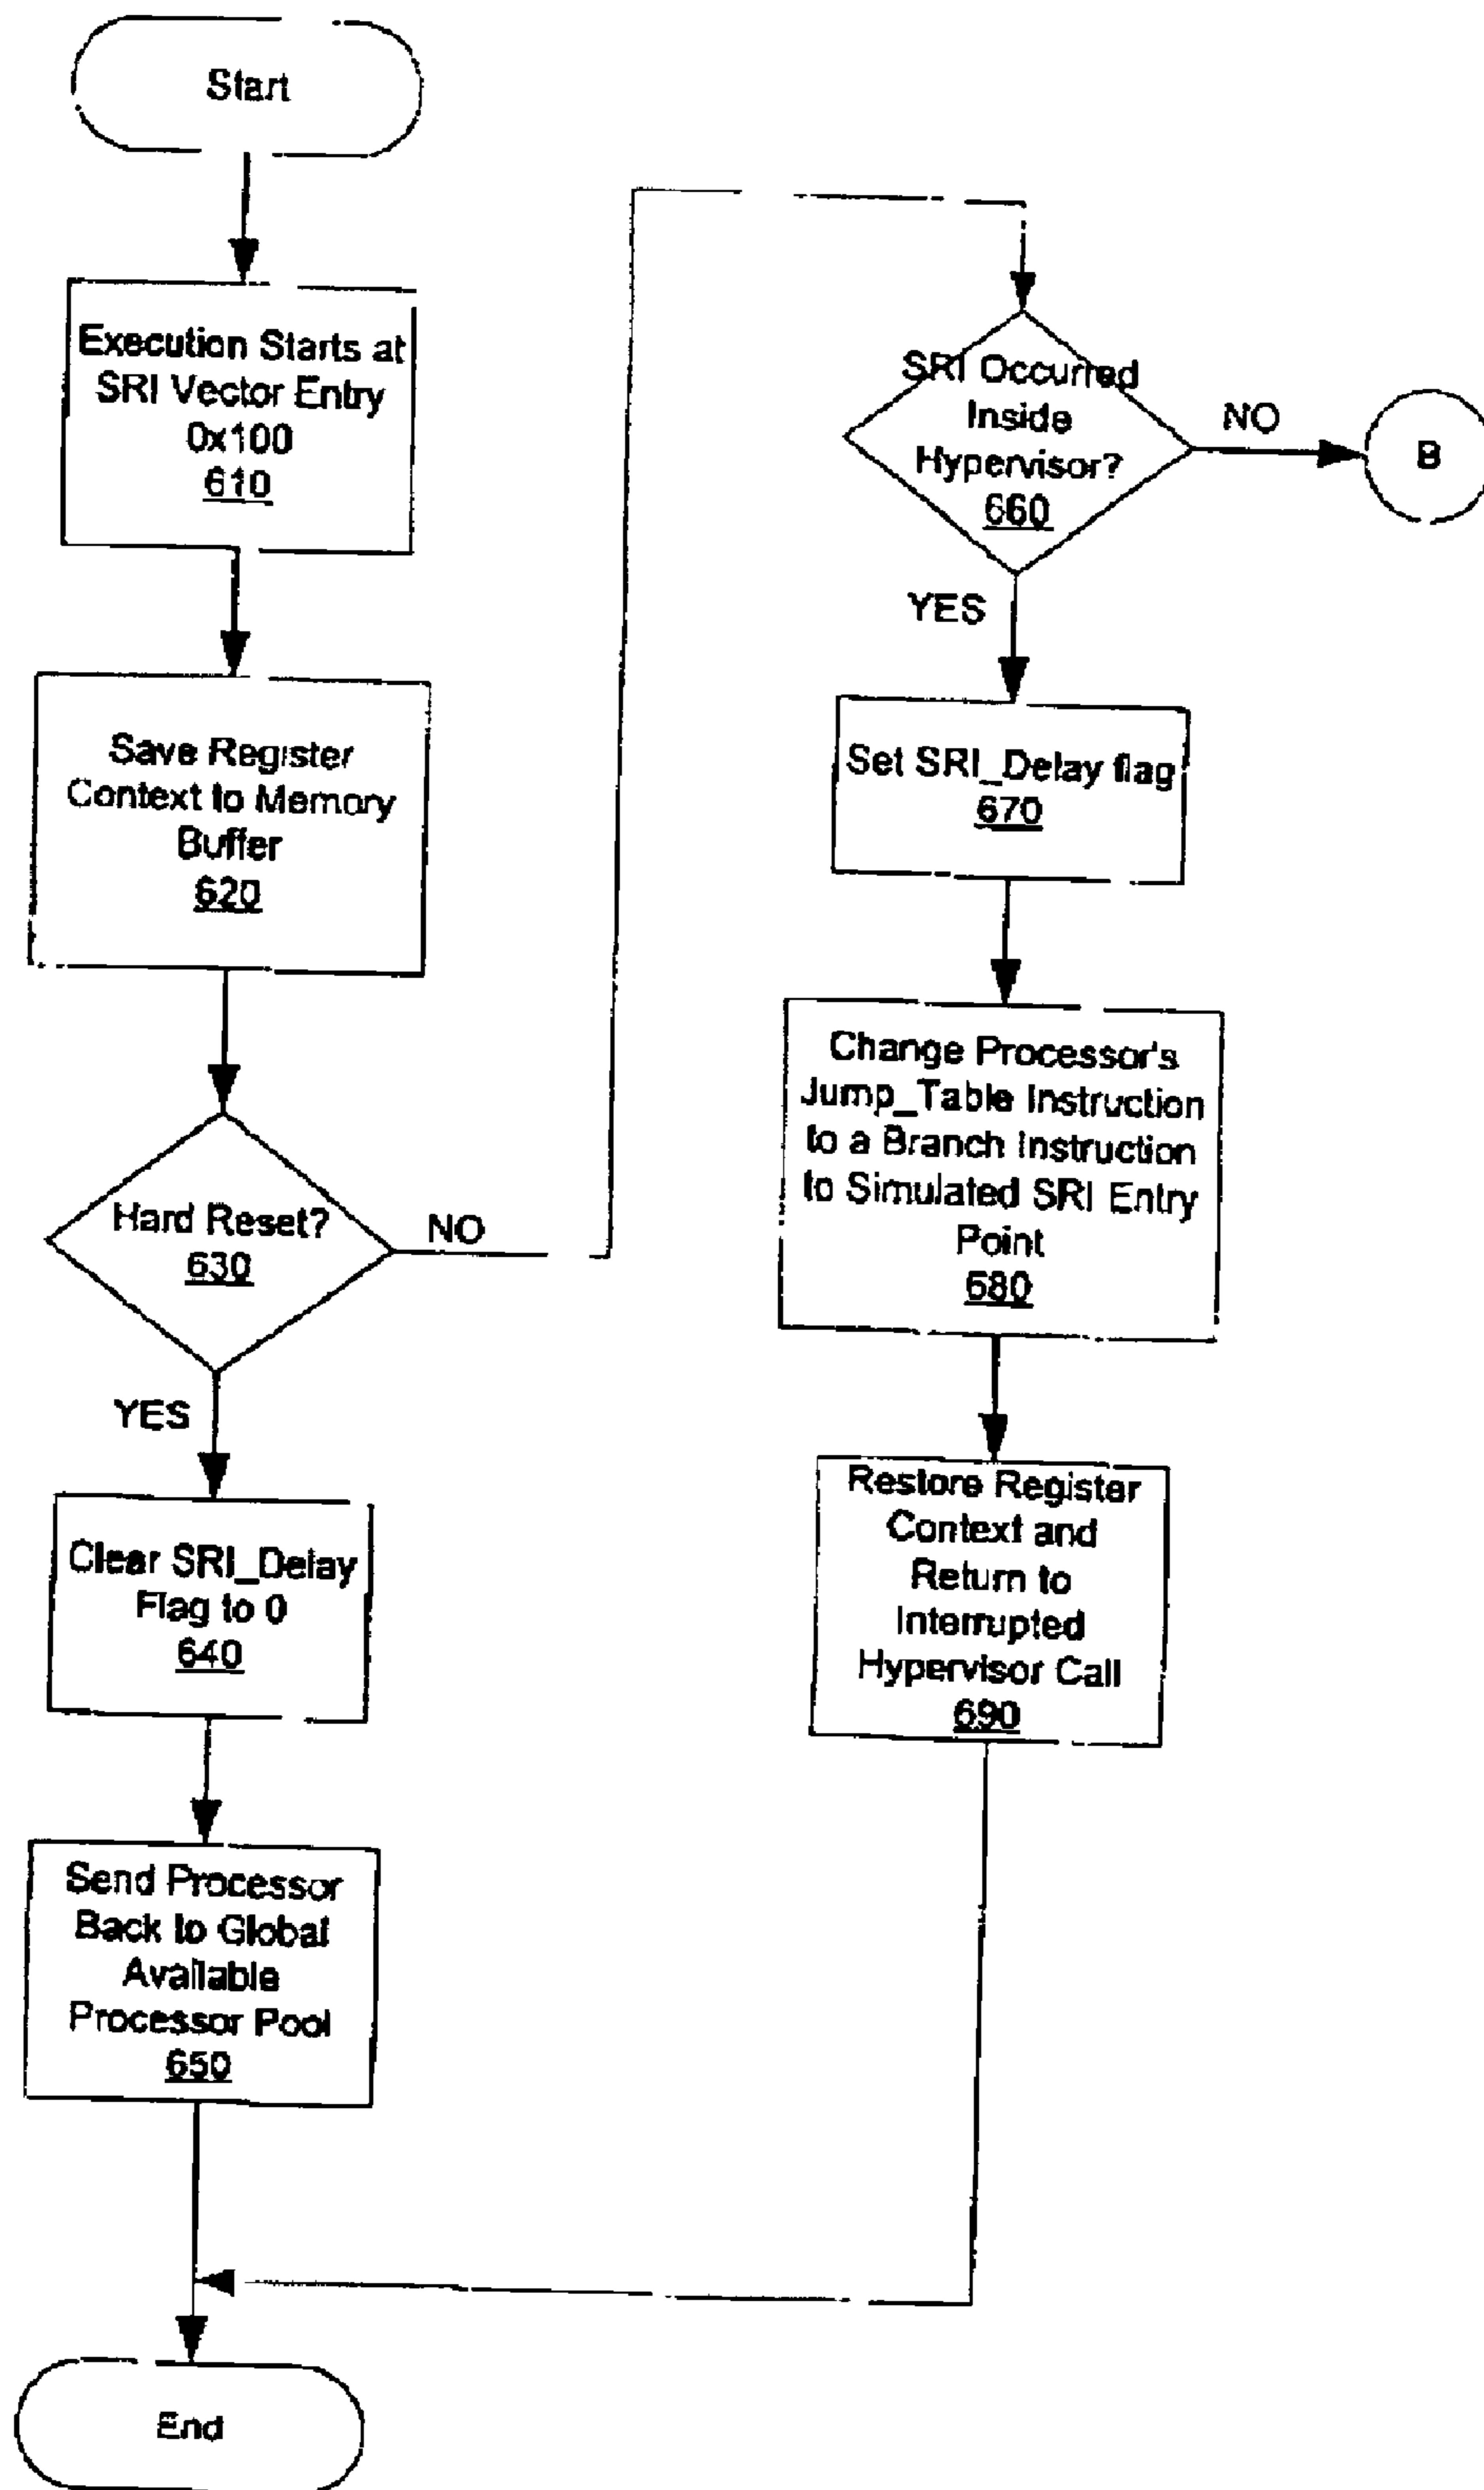 Start
Execution Starts at
SRI Vector Entry
0x100
610
Save Register
Context to Memory
Buffer
620
Hard Reset?
630
NO
YES
Clear SRI_Delay
Flag to 0
640
Send Processor
Back to Global
Available
Processor Pool
650
End
SRI Occurred
Inside
Hypervisor?
660
NO
B
YES
Set SRI_Delay flag
670
Change Processor's
Jump_Table Instruction
to a Branch Instruction
to Simulated SRI Entry
Point
680
Restore Register
Context and
Return to
Interrupted
Hypervisor Call
690